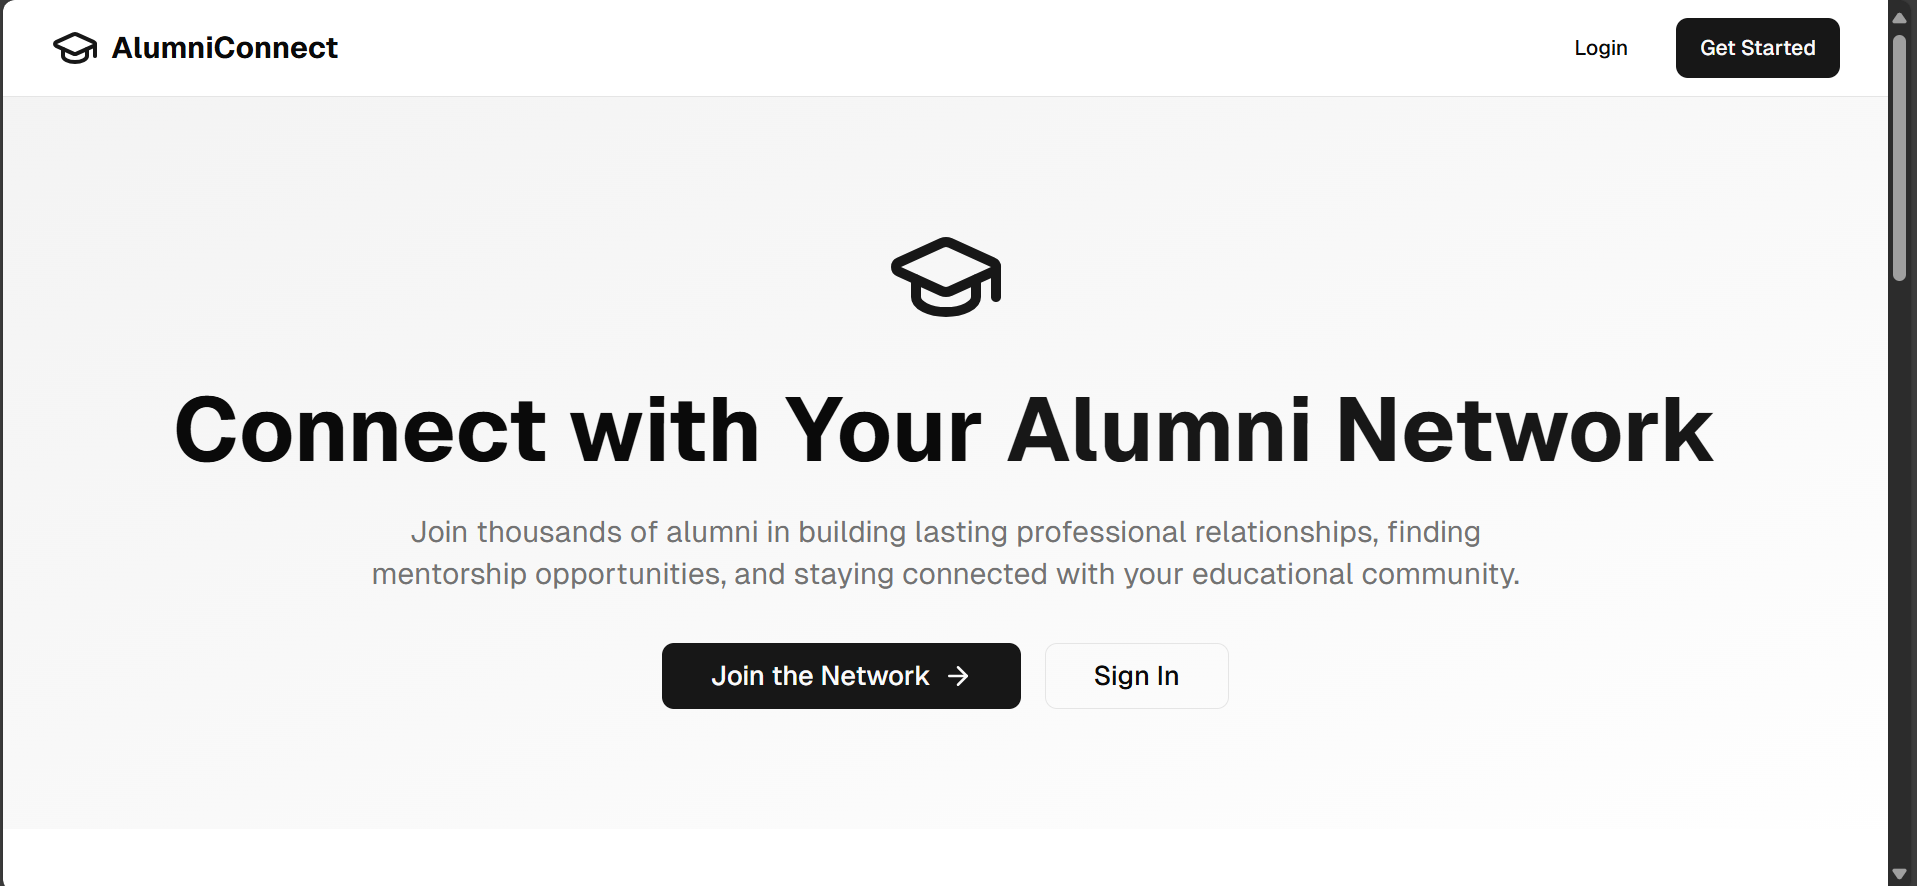 AlumniConnect
Login
Get Started
Connect with Your Alumni Network
Join thousands of alumni in building lasting professional relationships, finding
mentorship opportunities, and staying connected with your educational community.
Join the Network
Sign In